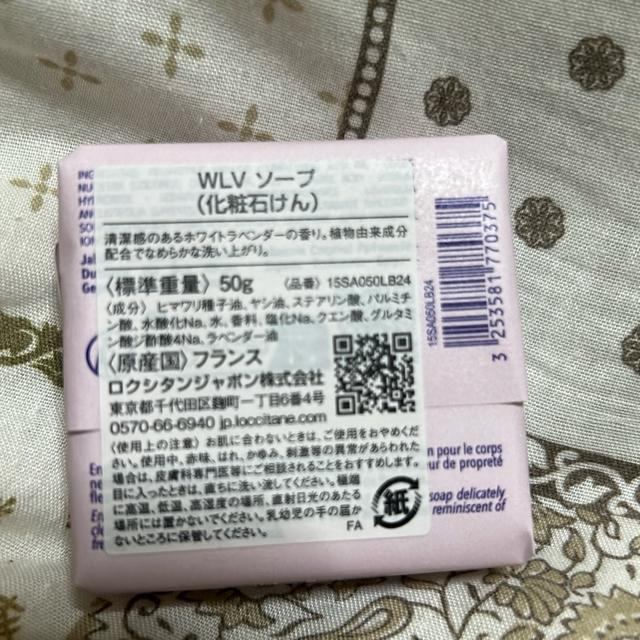 WLV ソープ
（化粧石けん）
清潔感のあるホワイトラベンダーの香り。植物由来成分
配合でなめらかな洗い上がり。
〈標準重量〉 50g 〈品番〉 15SA050LB24
〈成分〉 ヒマワリ種子油、ヤシ油、ステアリン酸、パルミチ
ン酸、水酸化Na、水、香料、塩化Na、クエン酸、グルタミ
ン酸ジ酢酸4Na、ラベンダー油
〈原産国〉 フランス
ロクシタンジャポン株式会社
東京都千代田区麹町一丁目6番4号
0570-66-6940 jp.loccitane.com
〈使用上の注意〉 お肌に合わないときは、ご使用をおやめくだ
さい。使用中、赤味、はれ、かゆみ、刺激等の異常があらわれた
場合は、皮膚科専門医等にご相談されることをおすすめします。
目に入ったときは、直ちに洗い流してください。極端
に高温、低温、高湿度の場所、直射日光のあたる
場所には置かないでください。乳幼児の手の届か
ないところに保管してください。
紙
FA
15SA050LB24
3 253581 770375
n pour le corps
eur de propreté
soap delicately
reminiscent of